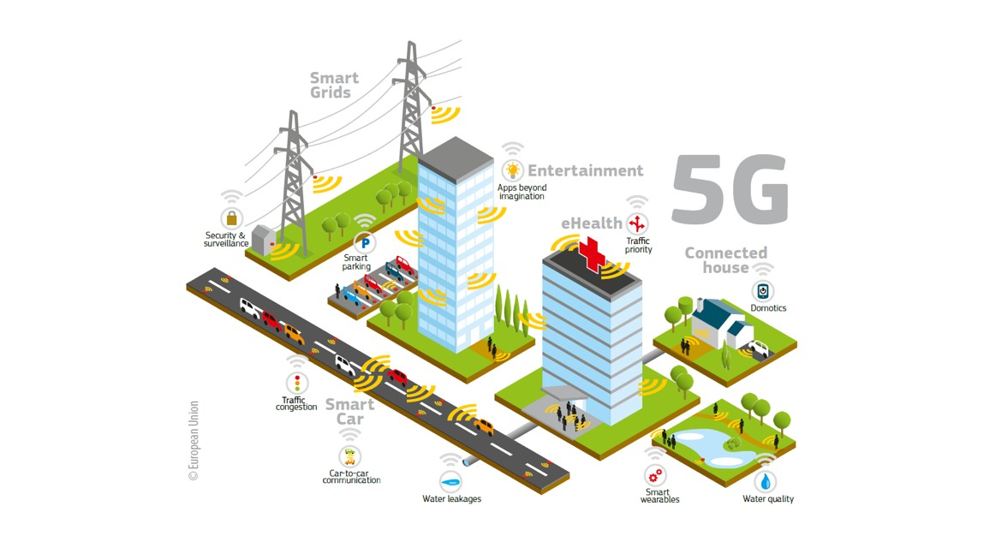 Smart
Grids
Entertainment
Apps beyond
imagination
5G
Security &
surveillance
P
Smart
parking
eHealth
Traffic
priority
Connected
house
Domotics
Traffic
congestion
Smart
Car
Car-to-car
communication
Water leakages
Smart
wearables
Water quality
© European Union